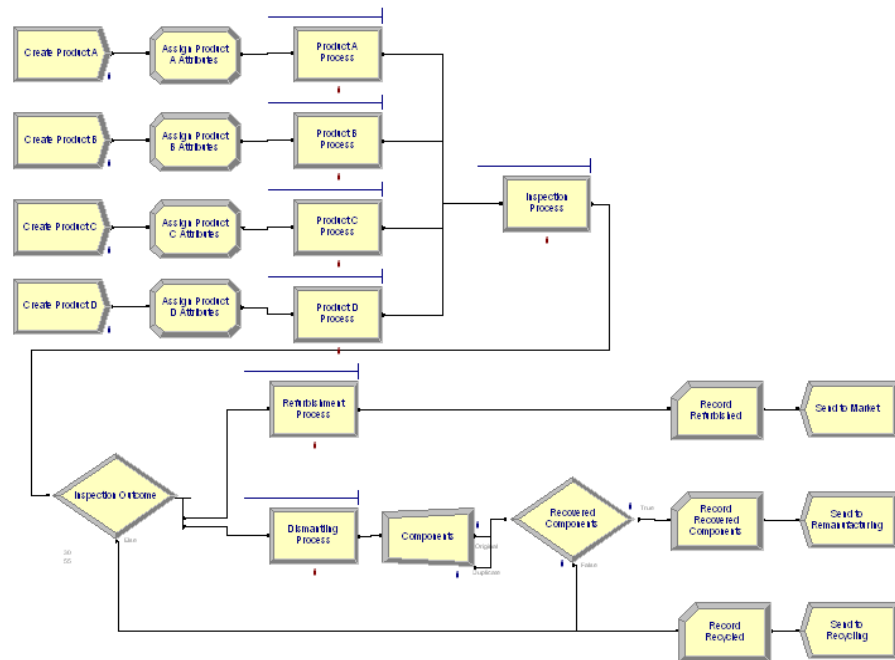 Create Product A
Assign Product
A Attributes
Product A
Process
Create Product B
Assign Product
B Attributes
Product B
Process
Create Product C
Assign Product
C Attributes
Product C
Process
Inspection
Process
Create Product D
Assign Product
D Attributes
Product D
Process
Refurbishment
Process
Record
Refurbished
Send to Market
Inspection Outcome
Else
30
55
Dismantling
Process
Components
Original
Duplicate
Recovered
Components
True
False
Record
Recovered
Components
Send to
Remanufacturing
Record
Recycled
Send to
Recycling